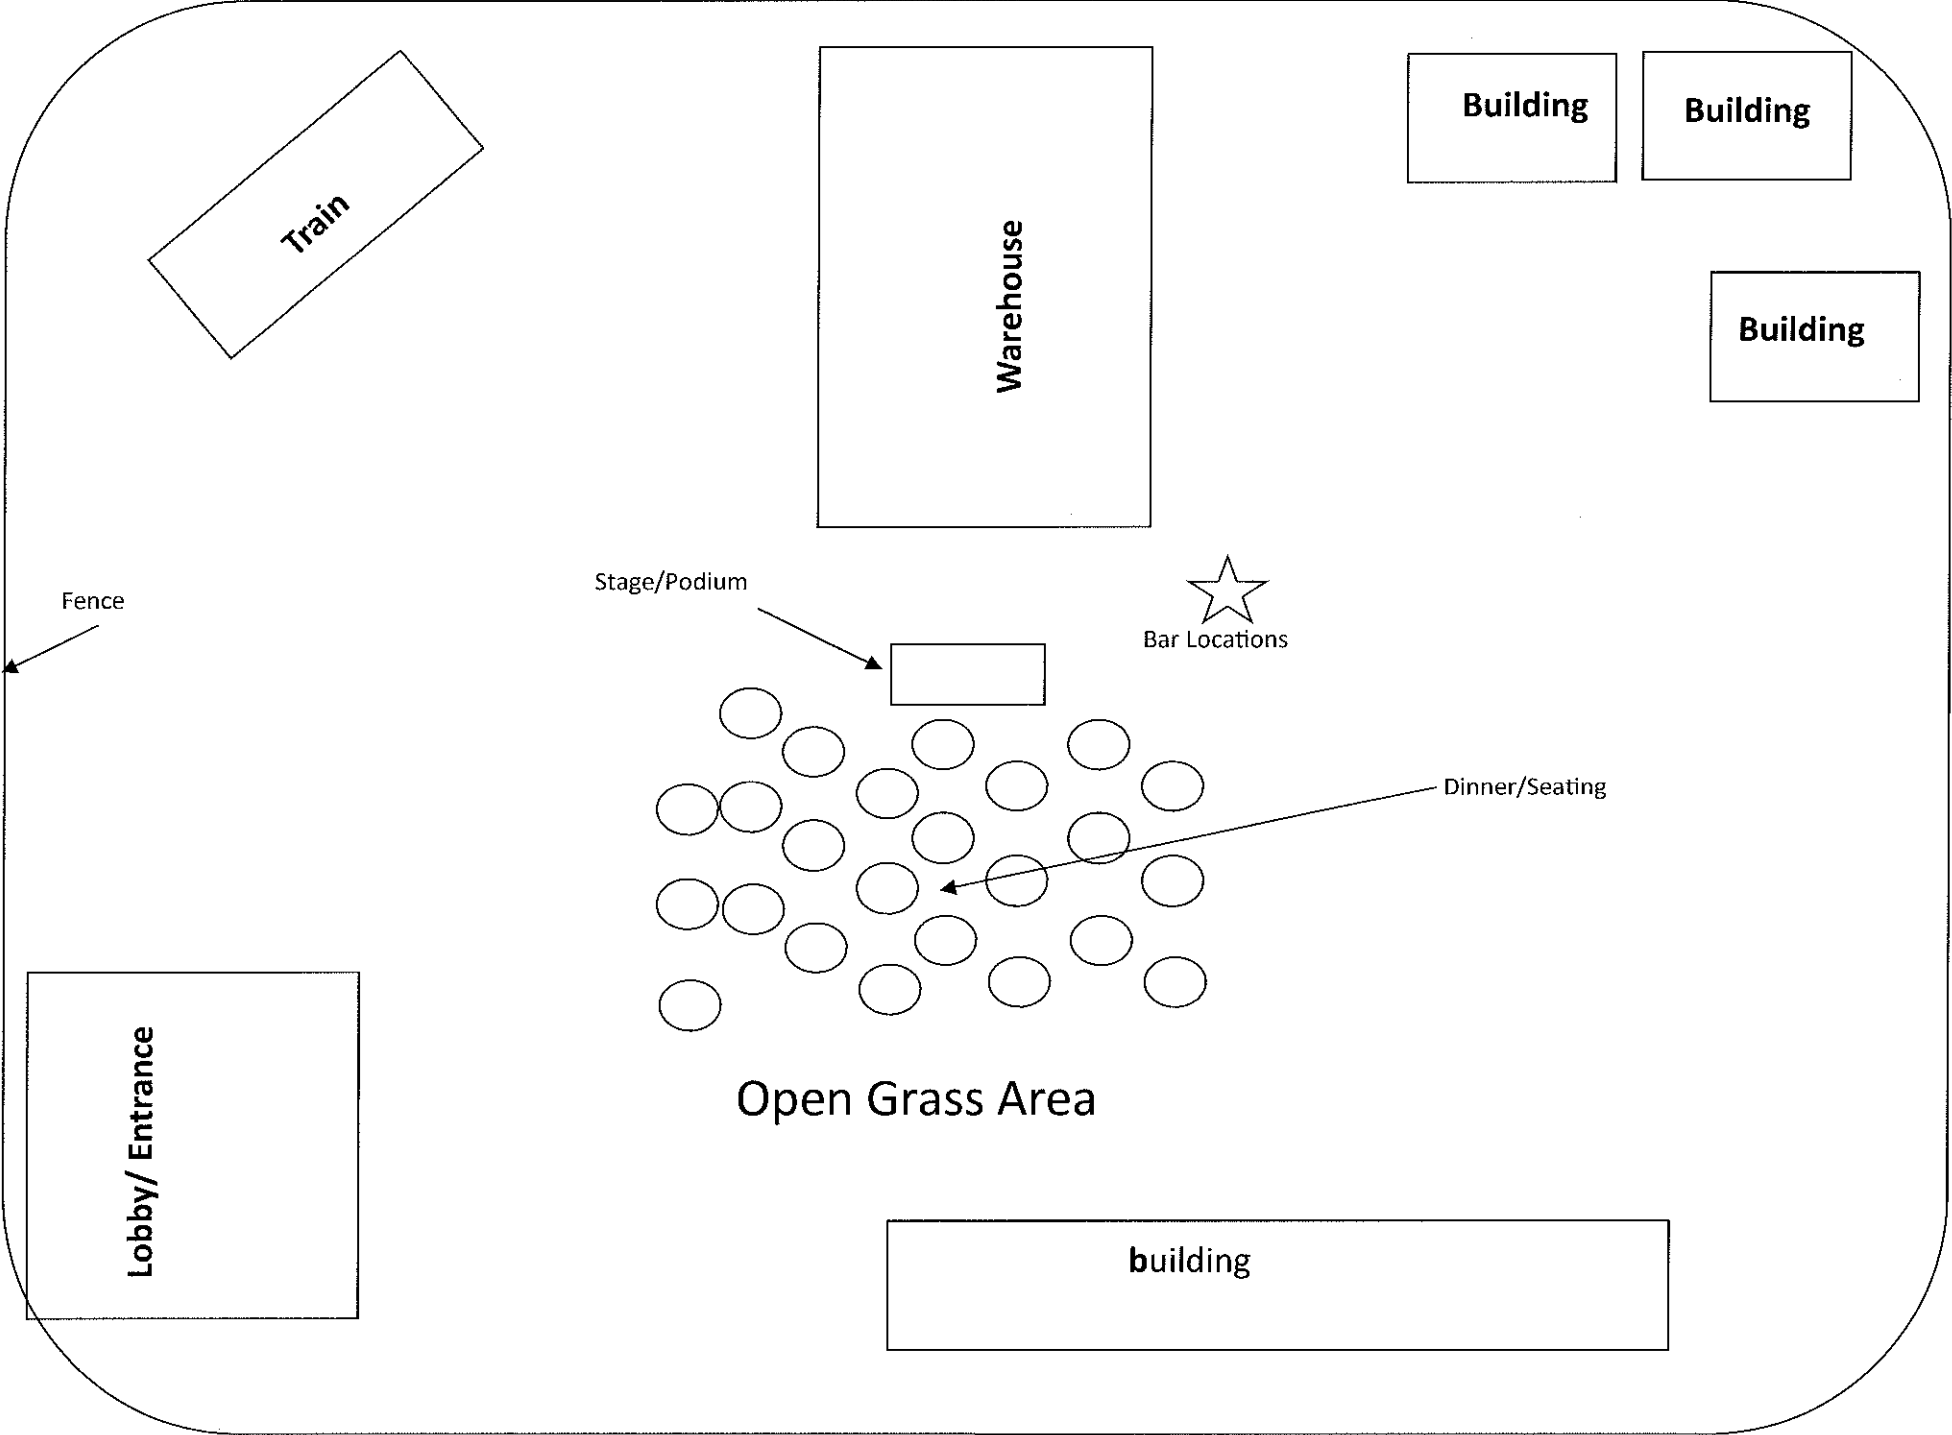 Building
Building
Train
Warehouse
Building
Stage/Podium
Fence
Bar Locations
Dinner/Seating
Open Grass Area
Lobby/ Entrance
building